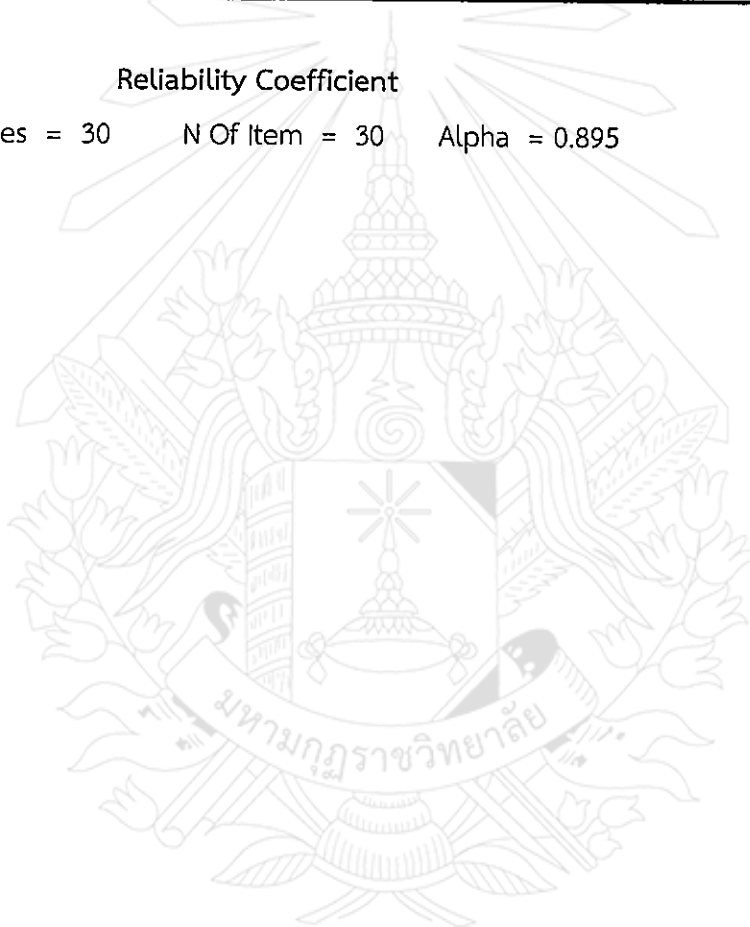 Reliability Coefficient
es = 30 N Of Item = 30 Alpha = 0.895
มหามกุฏราชวิทยาลัย